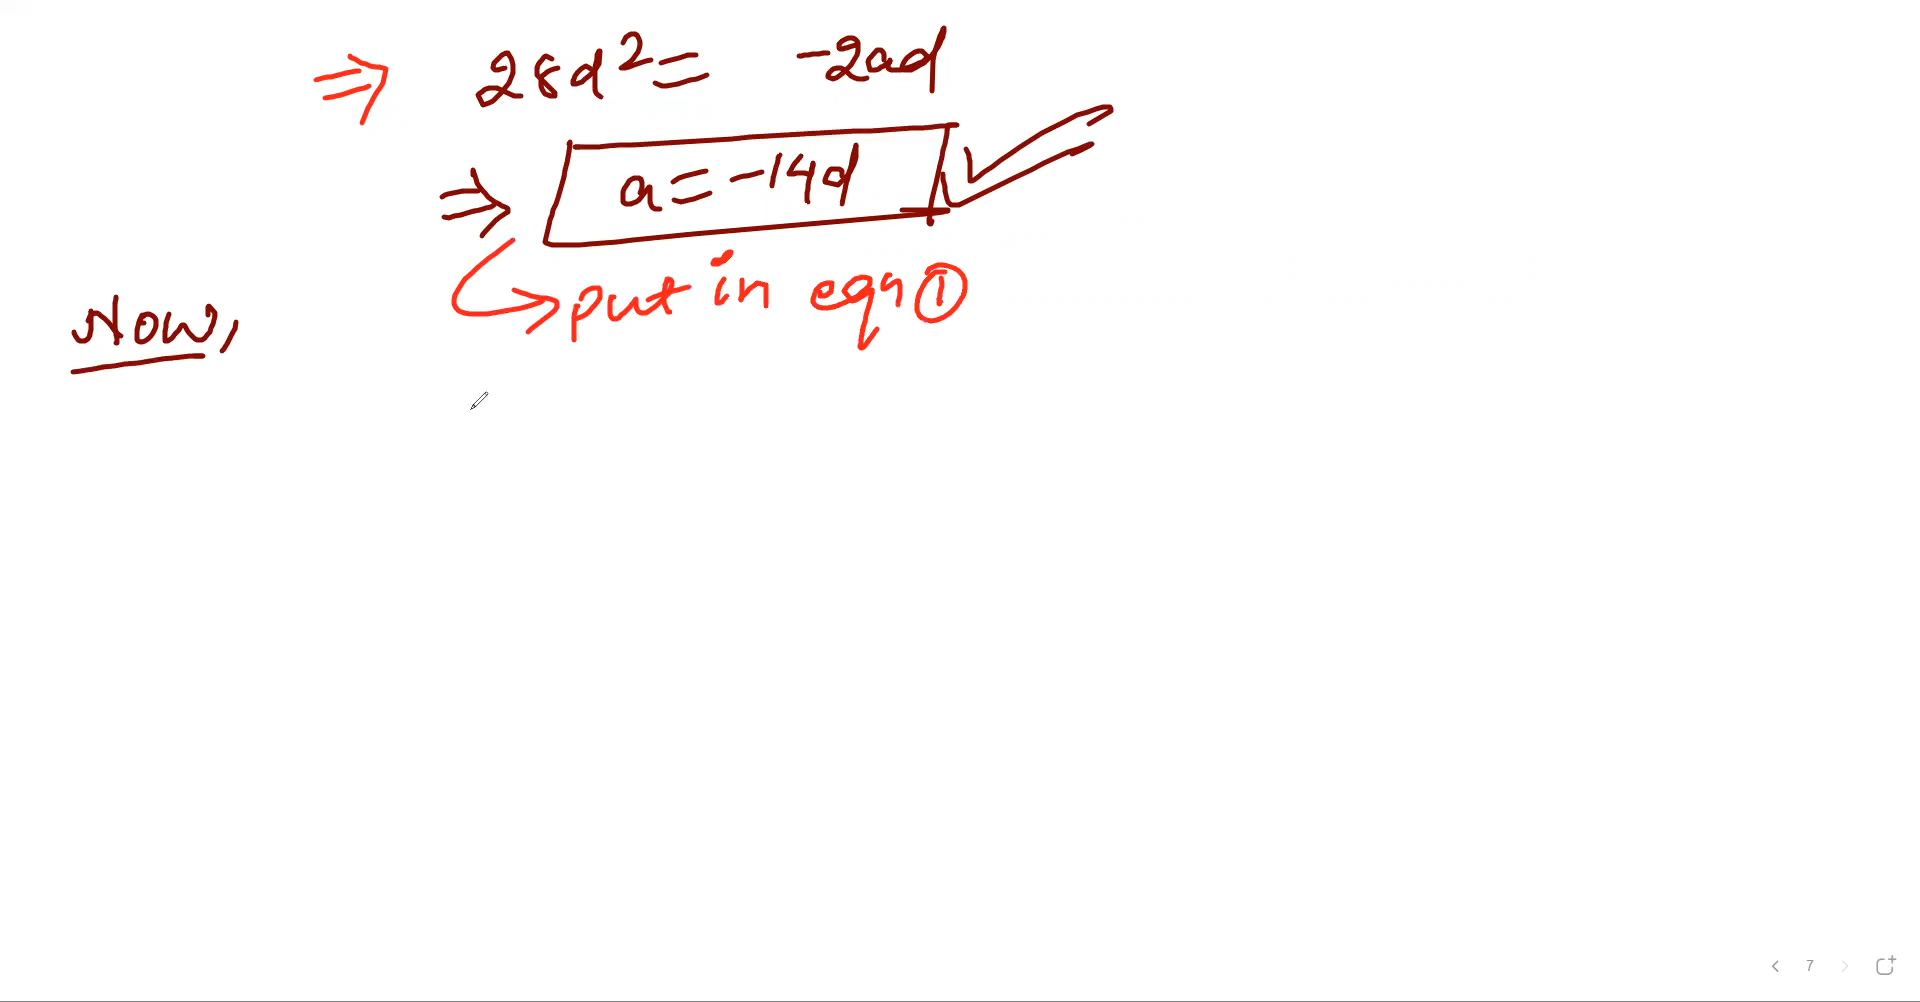 ⇒ 28d² = -2ad
⇒ a = -14d
↳ put in eqn ①
Now,
7